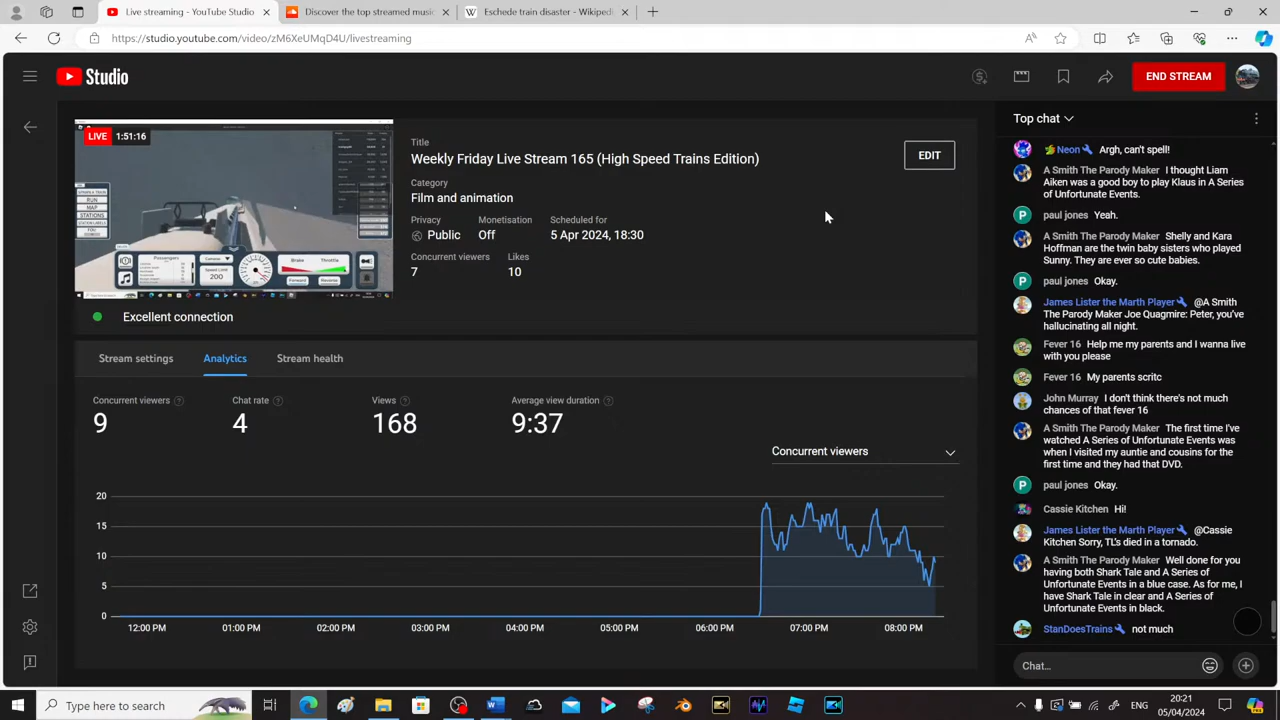 Live streaming - YouTube Studio
Discover the top streamed music
Eschede train disaster - Wikiped
https://studio.youtube.com/video/zM6XeUMqD4U/livestreaming
Studio
END STREAM
LIVE 1:51:16
RUN
MAP
STATIONS
STATION LABELS
Passengers
Speed Limit
200
Brake
Throttle
Forward
Reverse
Title
Weekly Friday Live Stream 165 (High Speed Trains Edition)
EDIT
Category
Film and animation
Privacy
Public
Monetisation
Off
Scheduled for
5 Apr 2024, 18:30
Concurrent viewers
7
Likes
10
Excellent connection
Stream settings
Analytics
Stream health
Concurrent viewers
9
Chat rate
4
Views
168
Average view duration
9:37
Concurrent viewers
20
15
10
5
0
12:00 PM
01:00 PM
02:00 PM
03:00 PM
04:00 PM
05:00 PM
06:00 PM
07:00 PM
08:00 PM
Top chat
Neon Argh, can't spell!
A Smith The Parody Maker I thought Liam
Aiken was a good boy to play Klaus in A Series
of Unfortunate Events.
P paul jones Yeah.
A Smith The Parody Maker Shelly and Kara
Hoffman are the twin baby sisters who played
Sunny. They are ever so cute babies.
P paul jones Okay.
James Lister the Marth Player @A Smith
The Parody Maker Joe Quagmire: Peter, you've
hallucinating all night.
Fever 16 Help me my parents and I wanna live
with you please
Fever 16 My parents scritc
John Murray I don't think there's not much
chances of that fever 16
A Smith The Parody Maker The first time I've
watched A Series of Unfortunate Events was
when I visited my auntie and cousins for the
first time and they had that DVD.
P paul jones Okay.
Cassie Kitchen Hi!
James Lister the Marth Player @Cassie
Kitchen Sorry, TL's died in a tornado.
A Smith The Parody Maker Well done for you
having both Shark Tale and A Series of
Unfortunate Events in a blue case. As for me, I
have Shark Tale in clear and A Series of
Unfortunate Events in black.
StanDoesTrains not much
Chat...
Type here to search
ENG
20:21
05/04/2024